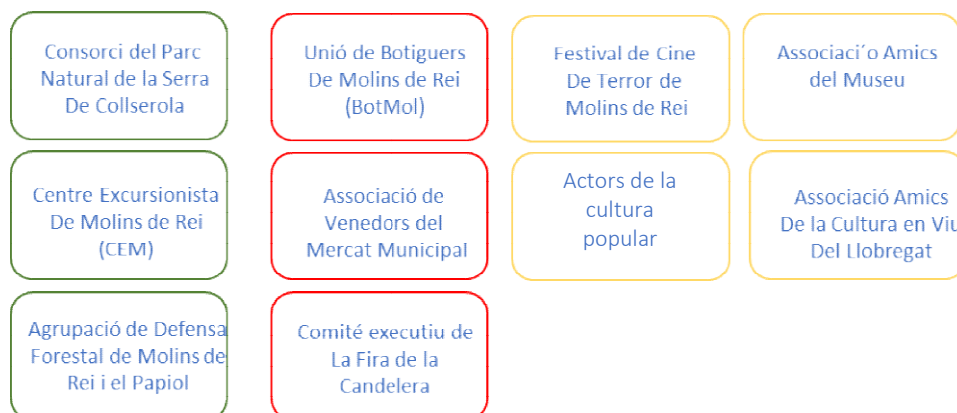 Consorci del Parc
Natural de la Serra
De Collserola
Unió de Botiguers
De Molins de Rei
(BotMol)
Festival de Cine
De Terror de
Molins de Rei
Associaci´o Amics
del Museu
Centre Excursionista
De Molins de Rei
(CEM)
Associació de
Venedors del
Mercat Municipal
Actors de la
cultura
popular
Associació Amics
De la Cultura en Viu
Del Llobregat
Agrupació de Defensa
Forestal de Molins de
Rei i el Papiol
Comité executiu de
La Fira de la
Candelera